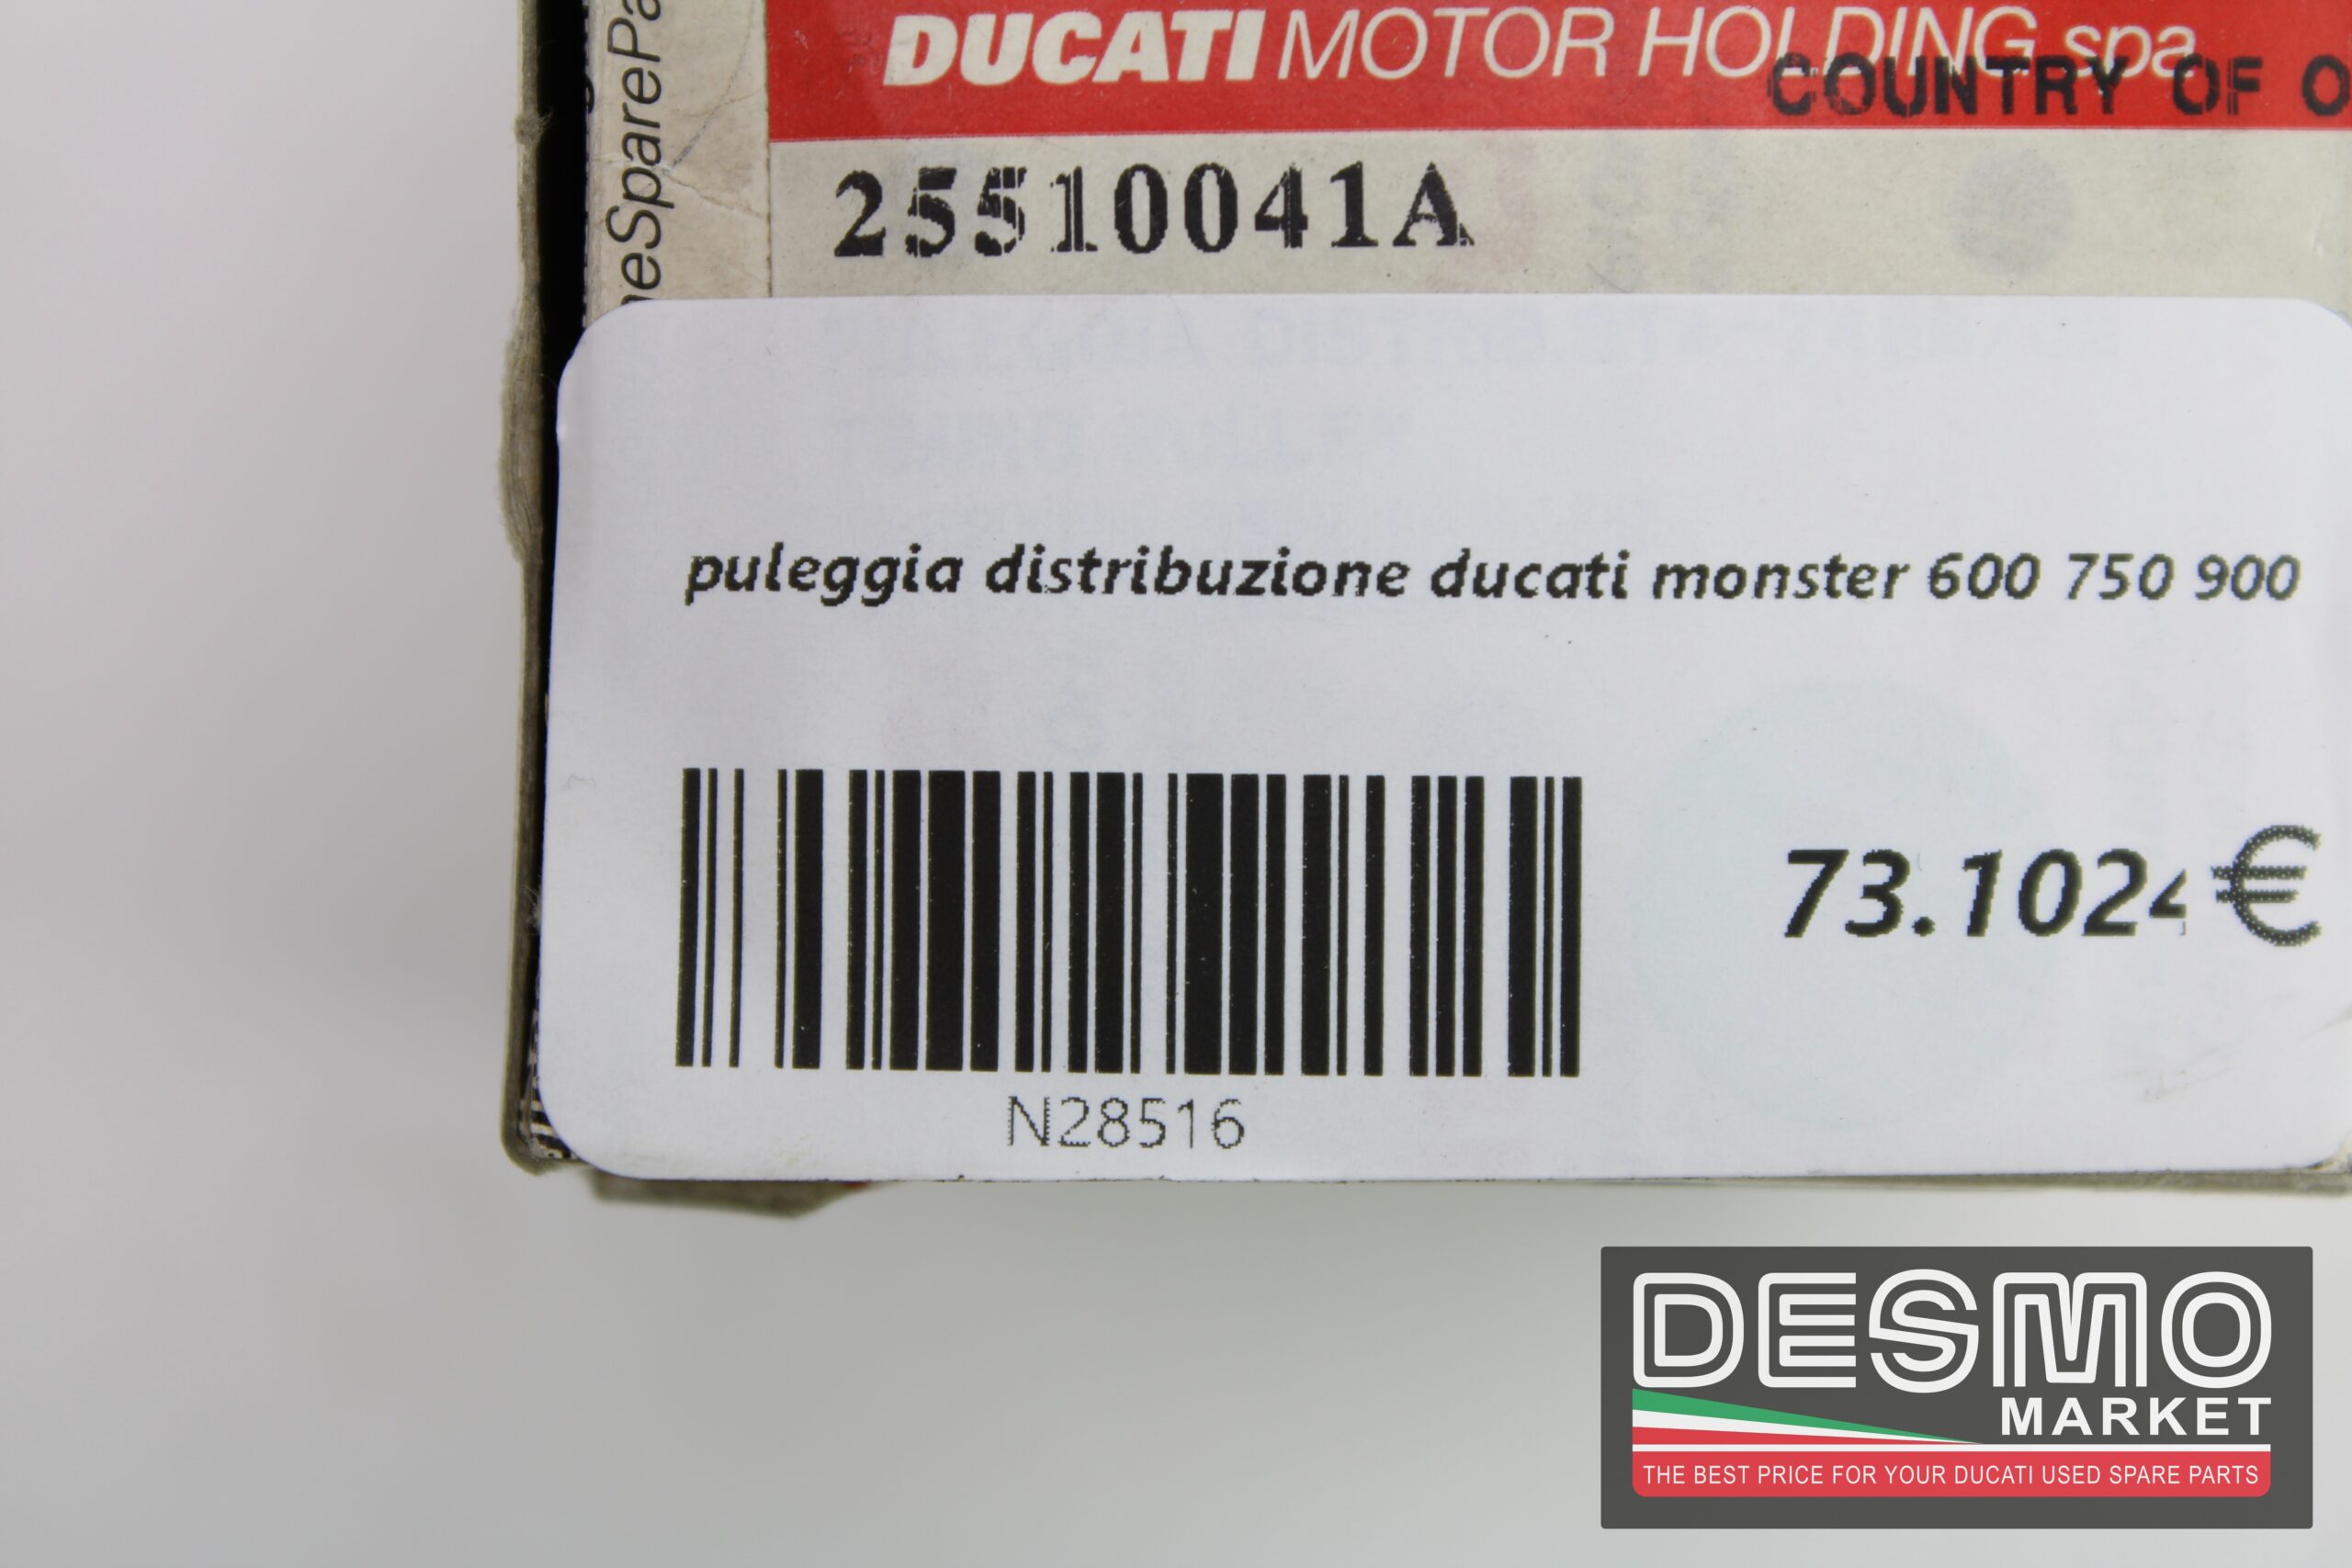 DUCATI MOTOR HOLDING spa
COUNTRY OF
25510041A
puleggia distribuzione ducati monster 600 750 900
73.1024 €
N28516
DESMO
MARKET
THE BEST PRICE FOR YOUR DUCATI USED SPARE PARTS